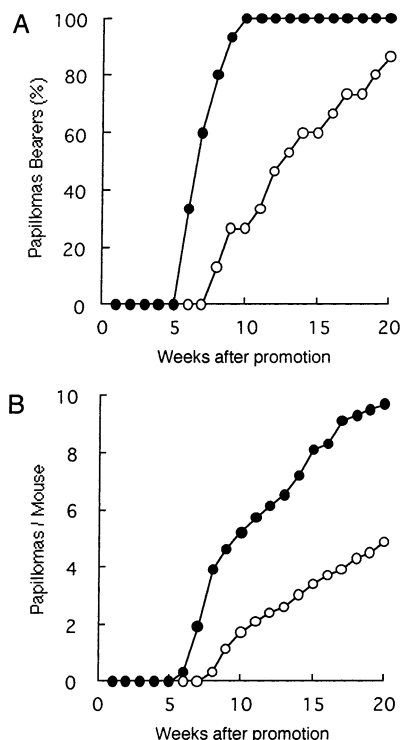 A
Papillomas Bearers (%)
100
80
60
40
20
0
0 5 10 15 20
Weeks after promotion
B
Papillomas / Mouse
10
8
6
4
2
0
0 5 10 15 20
Weeks after promotion